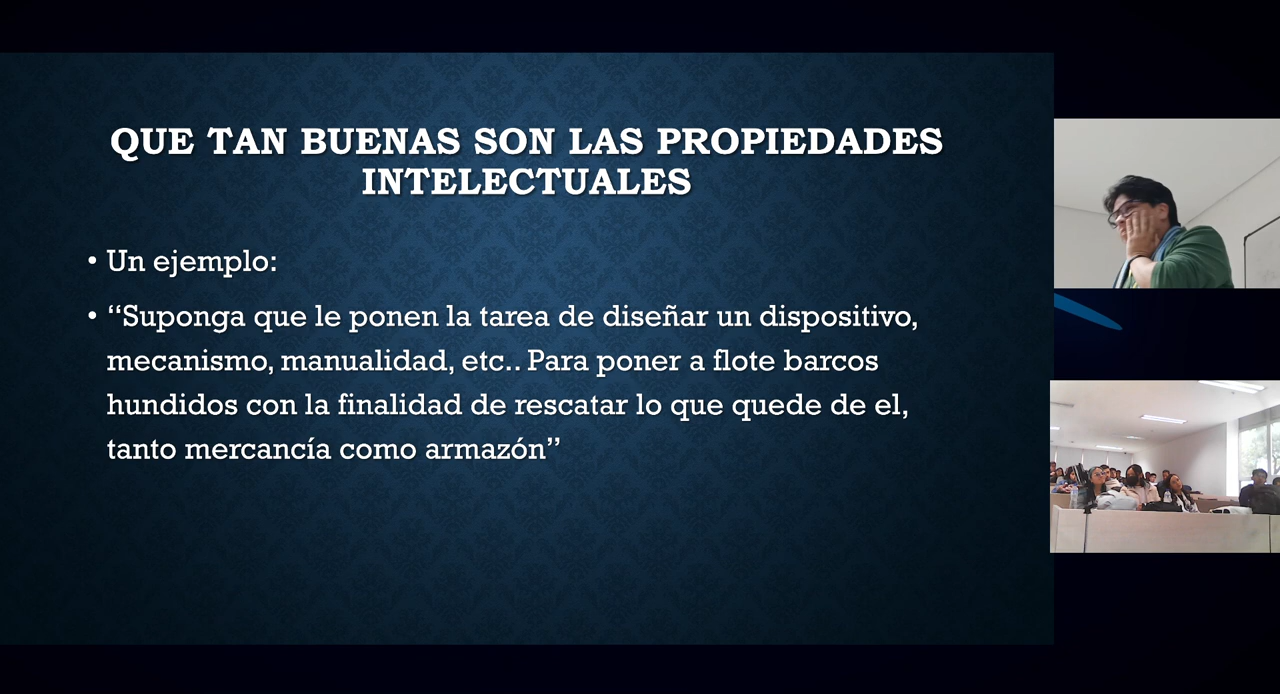 QUE TAN BUENAS SON LAS PROPIEDADES
INTELECTUALES
• Un ejemplo:
• “Suponga que le ponen la tarea de diseñar un dispositivo,
mecanismo, manualidad, etc.. Para poner a flote barcos
hundidos con la finalidad de rescatar lo que quede de el,
tanto mercancía como armazón”